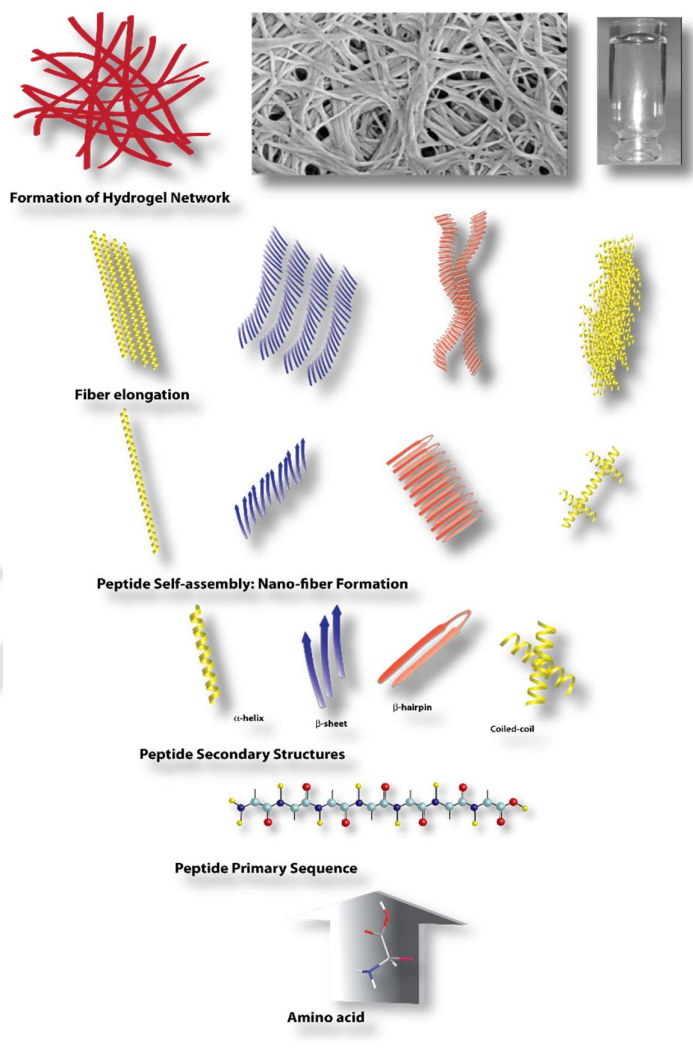 Formation of Hydrogel Network
Fiber elongation
Peptide Self-assembly: Nano-fiber Formation
α-helix
β-sheet
β-hairpin
Coiled-coil
Peptide Secondary Structures
Peptide Primary Sequence
Amino acid